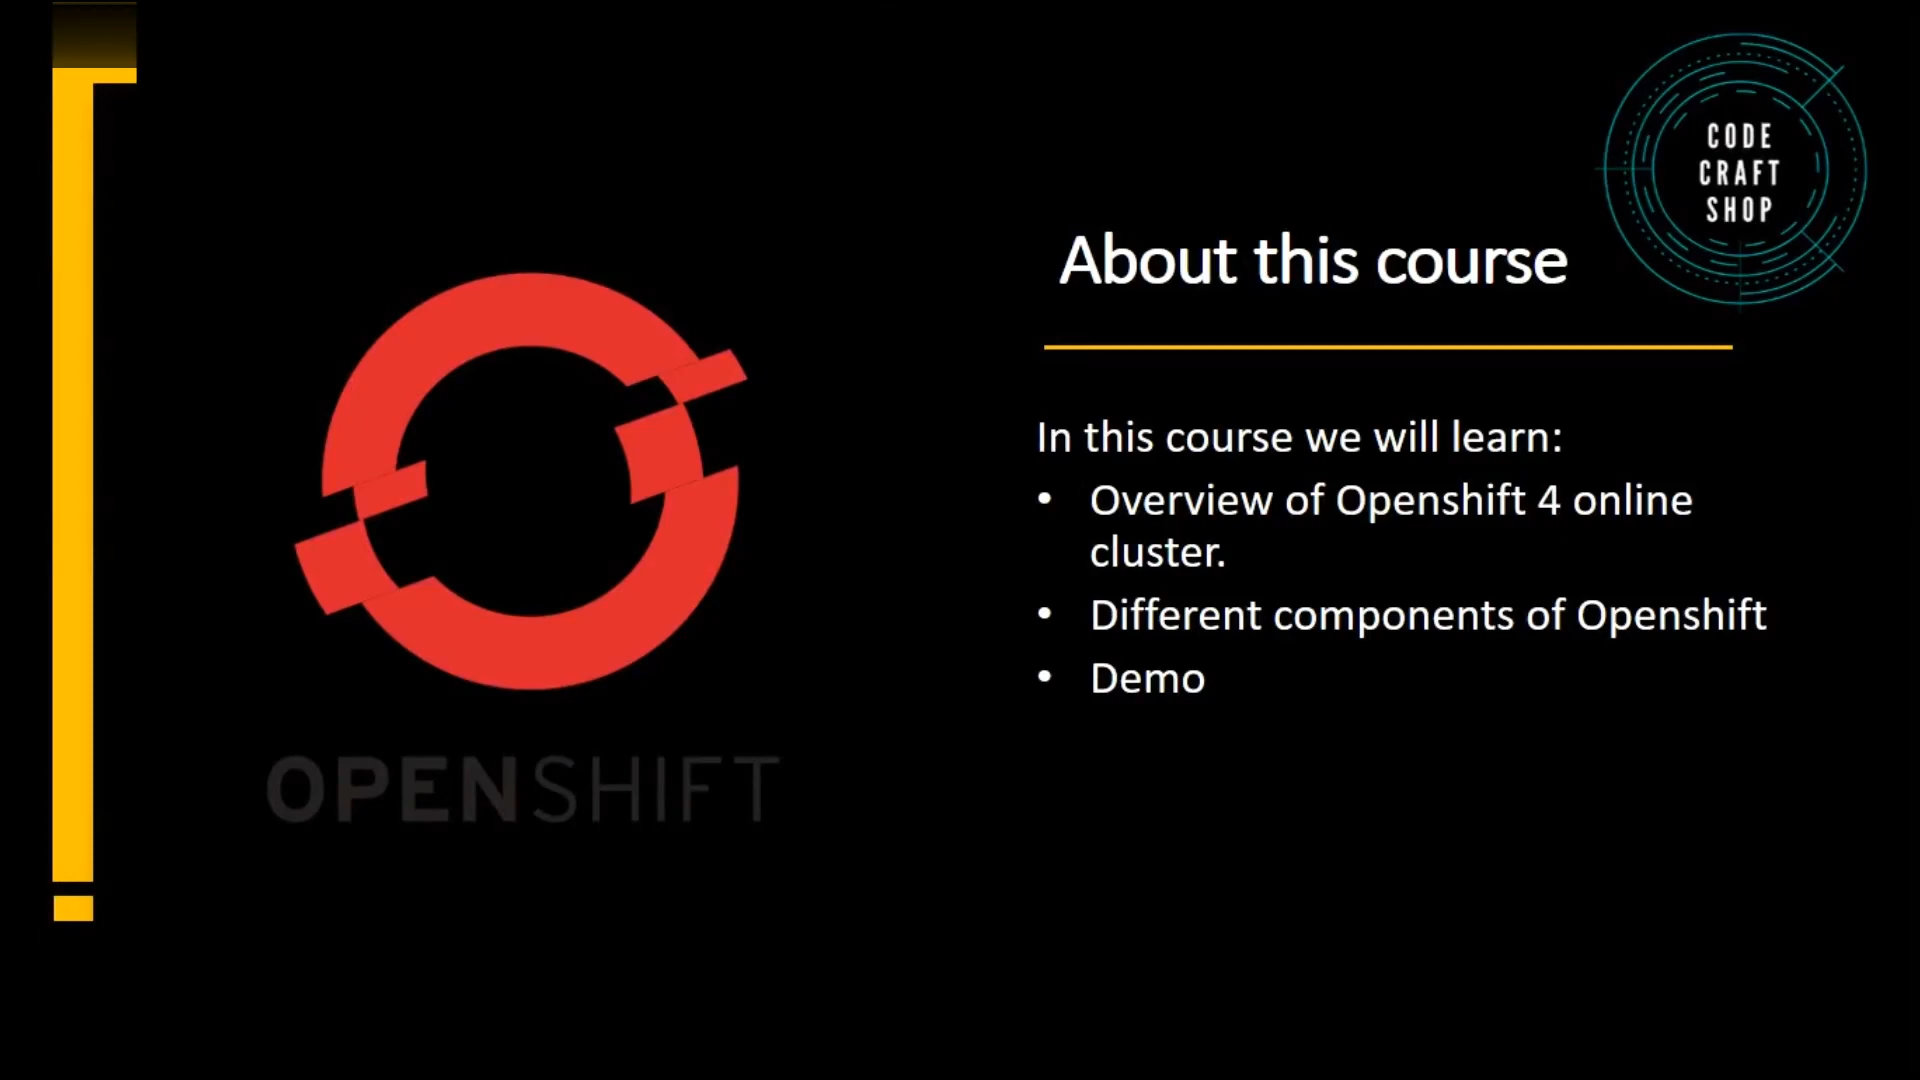 CODE
CRAFT
SHOP
About this course
In this course we will learn:
• Overview of Openshift 4 online
cluster.
• Different components of Openshift
• Demo
OPENSHIFT